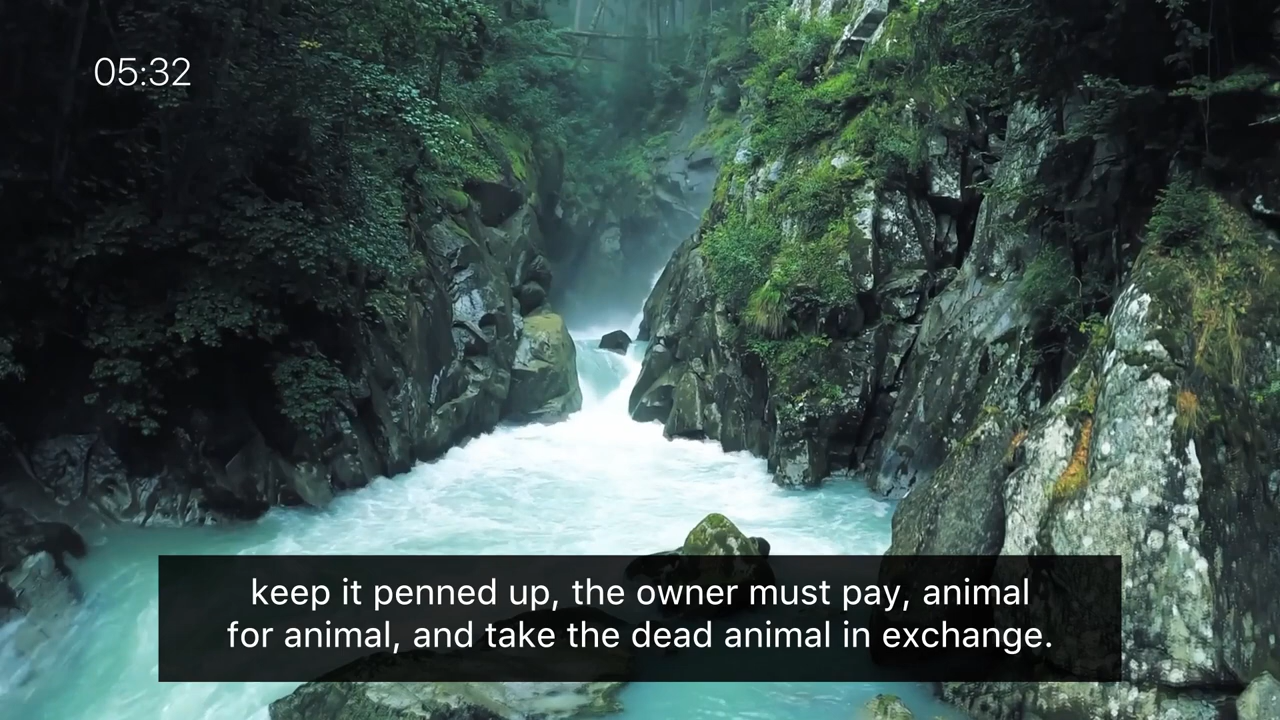 05:32
keep it penned up, the owner must pay, animal
for animal, and take the dead animal in exchange.